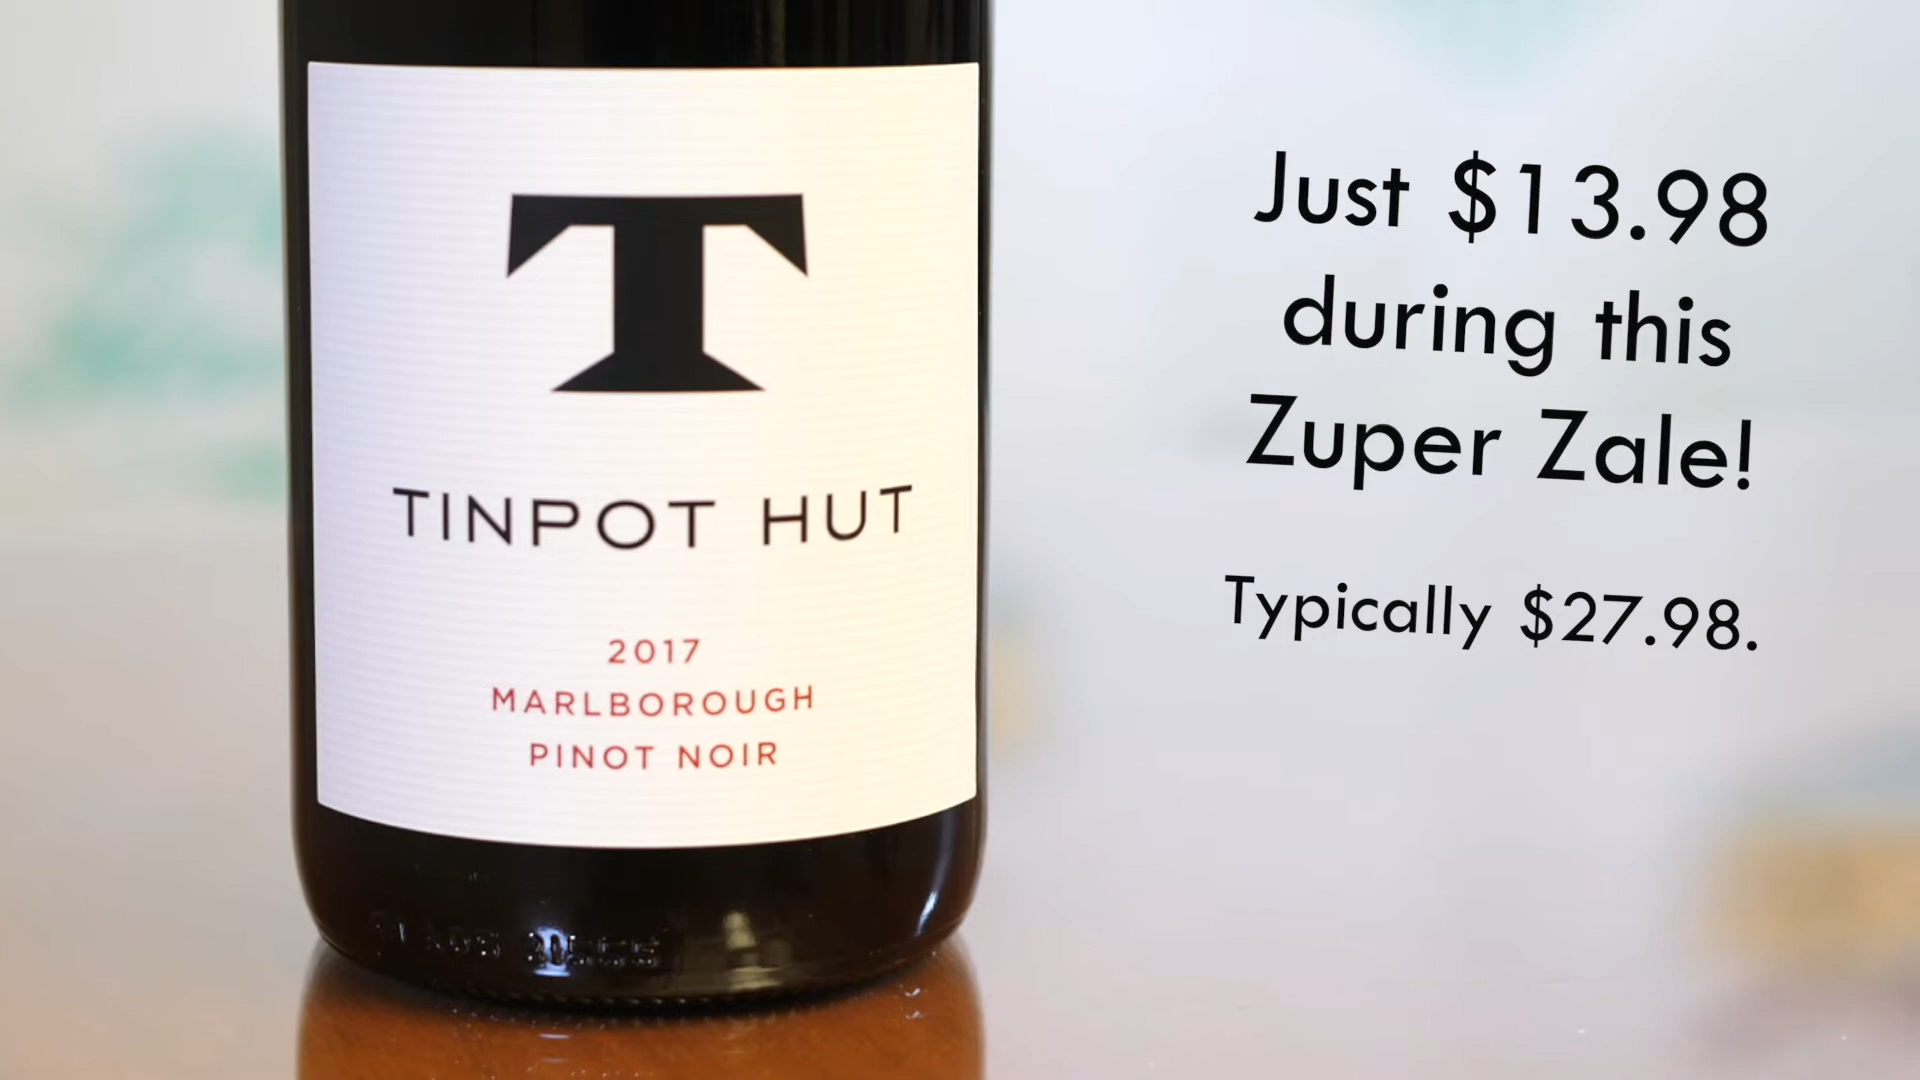 T
TINPOT HUT
2017
MARLBOROUGH
PINOT NOIR
Just $13.98
during this
Zuper Zale!
Typically $27.98.